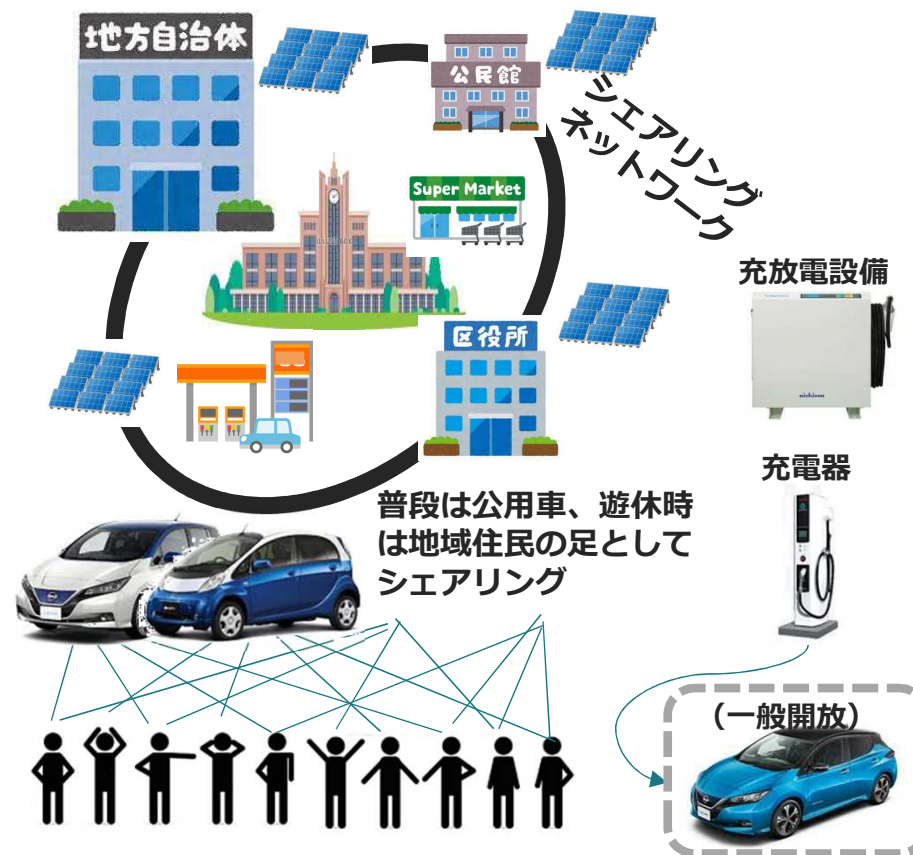 地方自治体
公民館
シェアリング
ネットワーク
Super Market
充放電設備
区役所
nichicon
充電器
普段は公用車、遊休時
は地域住民の足として
シェアリング
（一般開放）